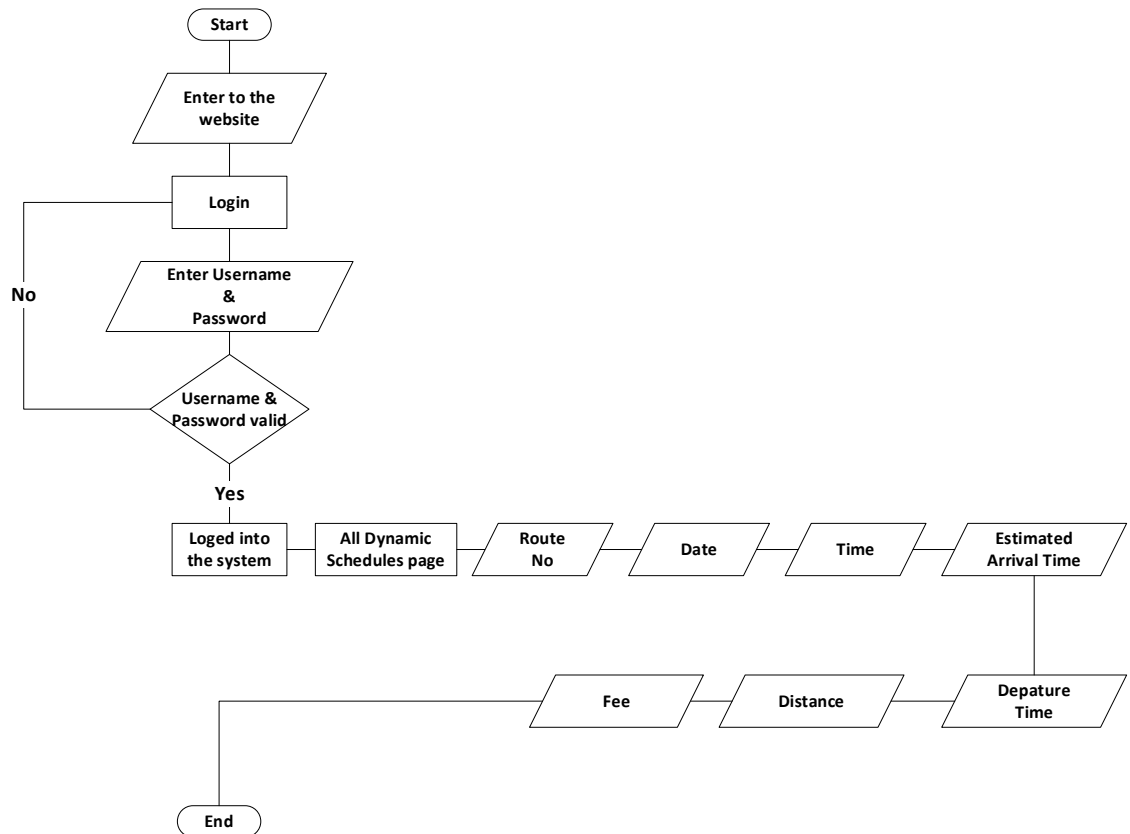 Start
Enter to the
website
Login
Enter Username
&
Password
No
Username &
Password valid
Yes
Loged into
the system
All Dynamic
Schedules page
Route
No
Date
Time
Estimated
Arrival Time
Depature
Time
Distance
Fee
End